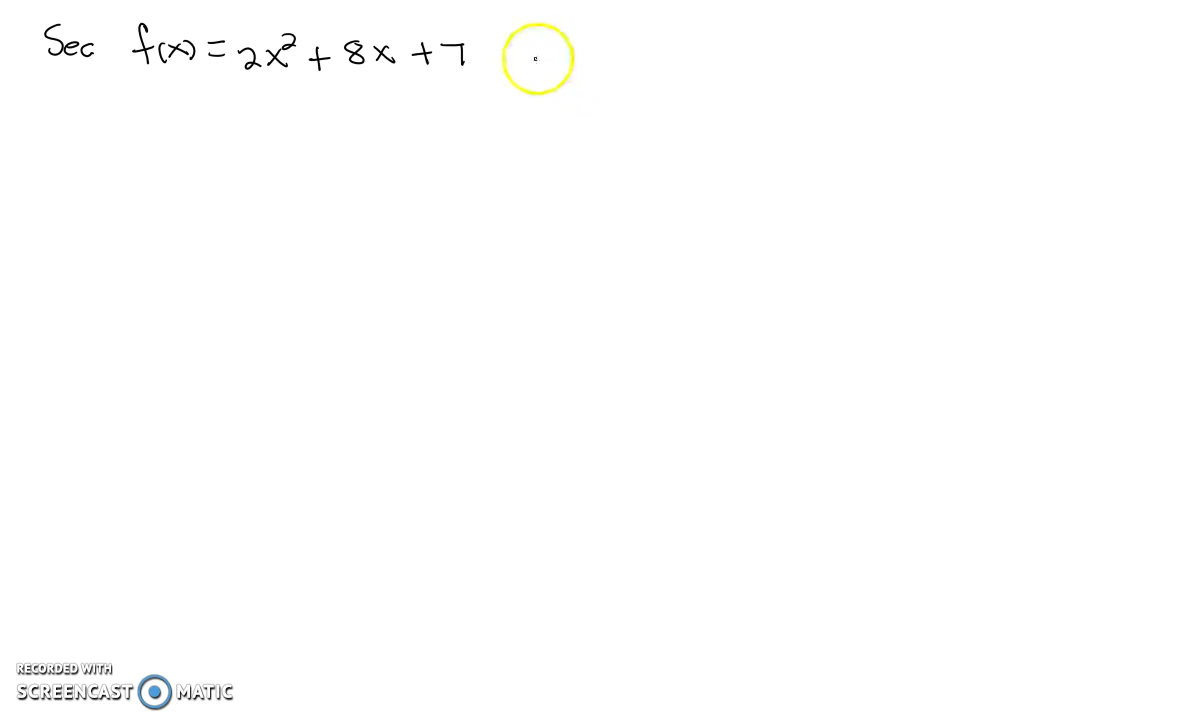 Sec f(x) = 2x² + 8x + 7
RECORDED WITH
SCREENCAST MATIC